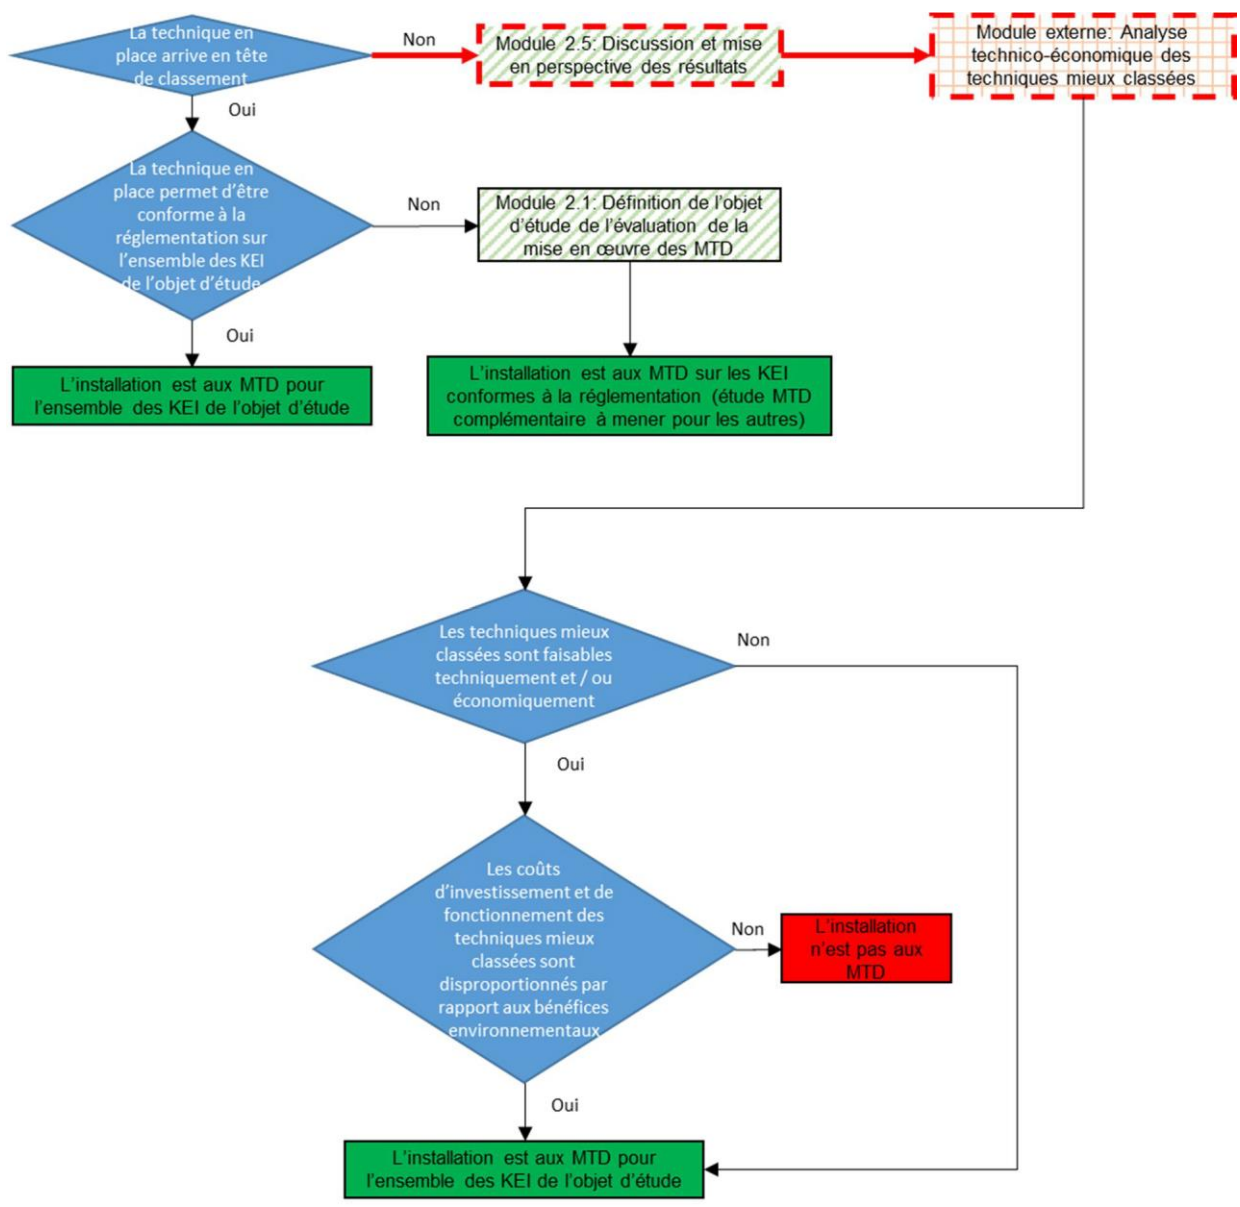 La technique en
place arrive en tête
de classement
Non
Module 2.5: Discussion et mise
en perspective des résultats
Module externe: Analyse
technico-économique des
techniques mieux classées
Oui
La technique en
place permet d'être
conforme à la
réglementation sur
l'ensemble des KEI
de l'objet d'étude
Non
Module 2.1: Définition de l'objet
d'étude de l'évaluation de la
mise en œuvre des MTD
Oui
L'installation est aux MTD pour
l'ensemble des KEI de l'objet d'étude
L'installation est aux MTD sur les KEI
conformes à la réglementation (étude MTD
complémentaire à mener pour les autres)
Les techniques mieux
classées sont faisables
techniquement et / ou
économiquement
Non
Oui
Les coûts
d'investissement et de
fonctionnement des
techniques mieux
classées sont
disproportionnés par
rapport aux bénéfices
environnementaux
Non
L'installation
n'est pas aux
MTD
Oui
L'installation est aux MTD pour
l'ensemble des KEI de l'objet d'étude